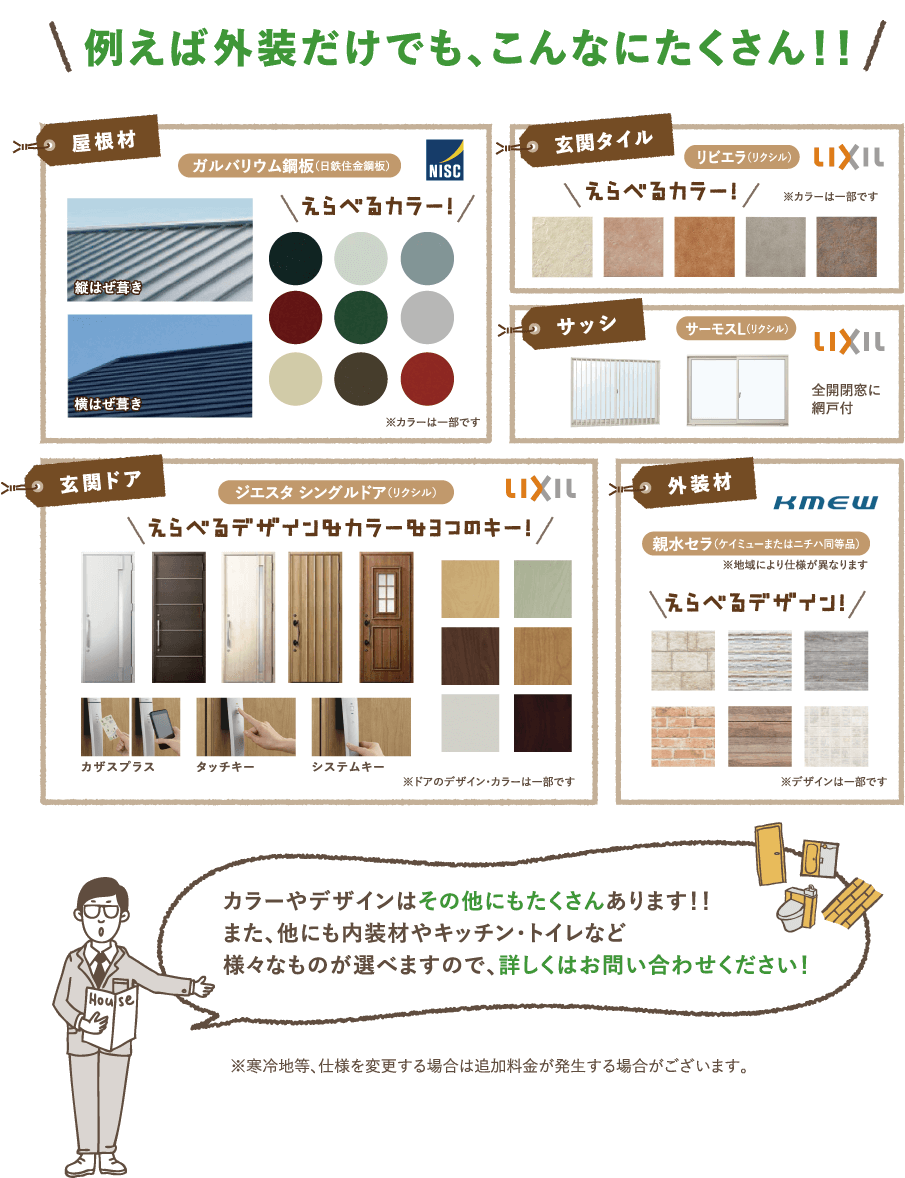 例えば外装だけでも、こんなにたくさん!!
屋根材
ガルバリウム鋼板(日鉄住金鋼板)
NISC
えらべるカラー!
縦はぜ葺き
横はぜ葺き
※カラーは一部です
玄関タイル
リビエラ(リクシル)
LIXIL
えらべるカラー!
※カラーは一部です
サッシ
サーモスL(リクシル)
LIXIL
全開閉窓に
網戸付
玄関ドア
ジエスタ シングルドア(リクシル)
LIXIL
えらべるデザイン&カラー&3つのキー!
カザスプラス
タッチキー
システムキー
※ドアのデザイン・カラーは一部です
外装材
KMEW
親水セラ(ケイミューまたはニチハ同等品)
※地域により仕様が異なります
えらべるデザイン!
※デザインは一部です
カラーやデザインはその他にもたくさんあります!!
また、他にも内装材やキッチン・トイレなど
様々なものが選べますので、詳しくはお問い合わせください!
House
※寒冷地等、仕様を変更する場合は追加料金が発生する場合がございます。